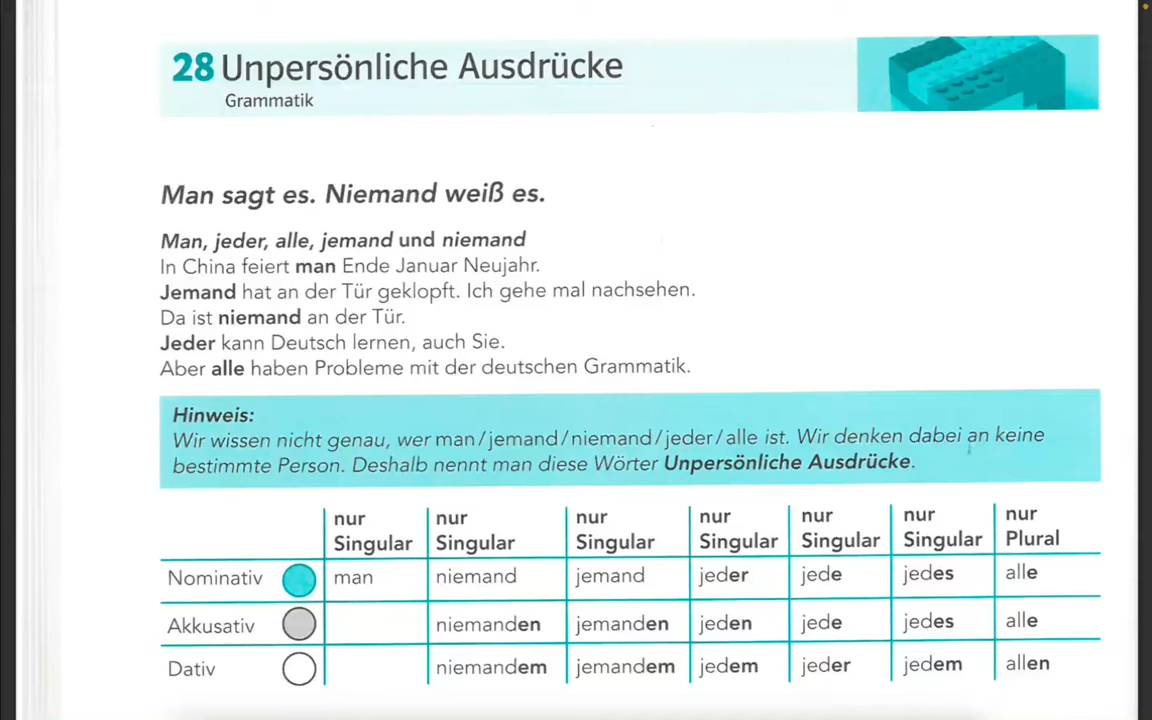 28 Unpersönliche Ausdrücke
Grammatik
Man sagt es. Niemand weiß es.
Man, jeder, alle, jemand und niemand
In China feiert man Ende Januar Neujahr.
Jemand hat an der Tür geklopft. Ich gehe mal nachsehen.
Da ist niemand an der Tür.
Jeder kann Deutsch lernen, auch Sie.
Aber alle haben Probleme mit der deutschen Grammatik.
Hinweis:
Wir wissen nicht genau, wer man/jemand/niemand/jeder/alle ist. Wir denken dabei an keine
bestimmte Person. Deshalb nennt man diese Wörter Unpersönliche Ausdrücke.
nur nur nur nur nur nur nur
Singular Singular Singular Singular Singular Singular Plural
Nominativ man niemand jemand jeder jede jedes alle
Akkusativ niemanden jemanden jeden jede jedes alle
Dativ niemandem jemandem jedem jeder jedem allen